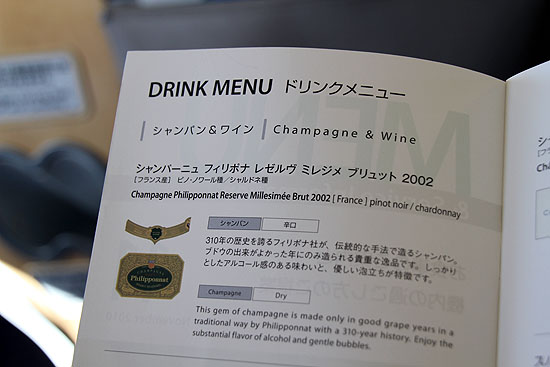 DRINK MENU ドリンクメニュー
シャンパン＆ワイン Champagne & Wine
シャンパーニュ フィリポナ レゼルヴ ミレジメ ブリュット 2002
[フランス産] ピノ・ノワール種／シャルドネ種
Champagne Philipponnat Reserve Millesimée Brut 2002 [ France ] pinot noir / chardonnay
シャンパン 辛口
310年の歴史を誇るフィリポナ社が、伝統的な手法で造るシャンパン。
ブドウの出来がよかった年にのみ造られる貴重な逸品です。しっかり
としたアルコール感のある味わいと、優しい泡立ちが特徴です。
CHAMPAGNE
Philipponnat
Champagne Dry
This gem of champagne is made only in good grape years in a
traditional way by Philipponnat with a 310-year history. Enjoy the
substantial flavor of alcohol and gentle bubbles.